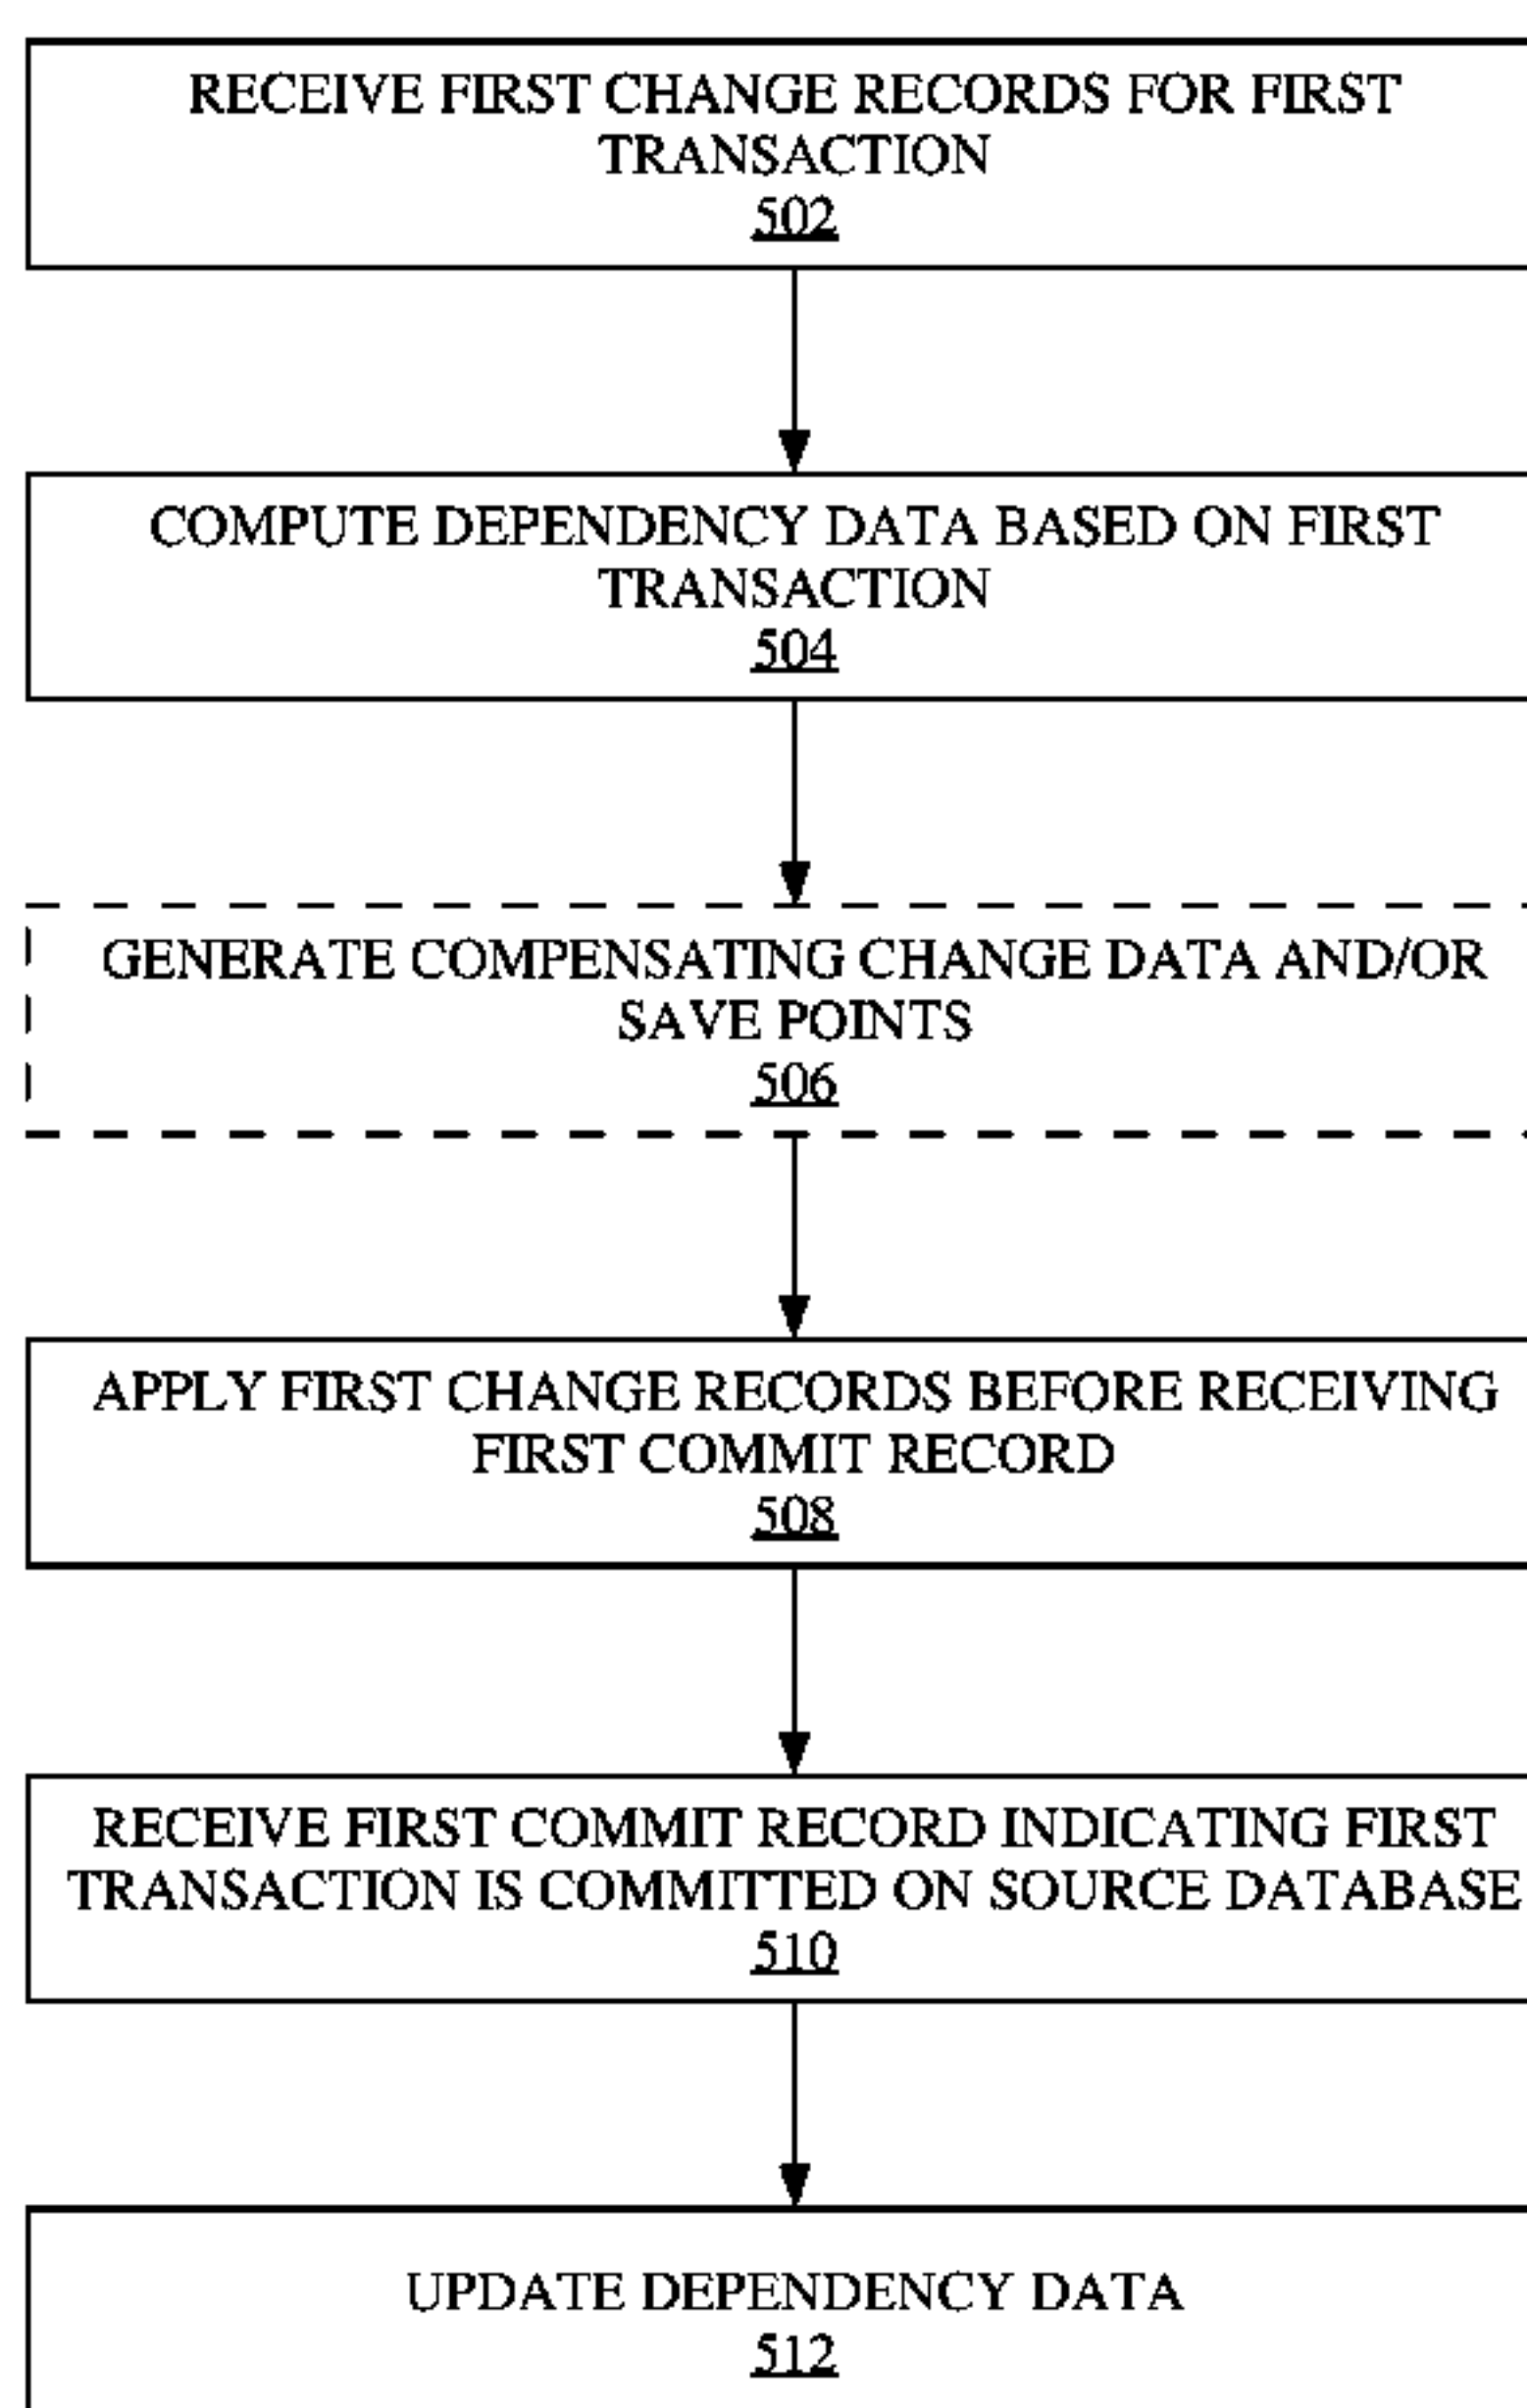 RECEIVE FIRST CHANGE RECORDS FOR FIRST
TRANSACTION
502
COMPUTE DEPENDENCY DATA BASED ON FIRST
TRANSACTION
504
GENERATE COMPENSATING CHANGE DATA AND/OR
SAVE POINTS
506
APPLY FIRST CHANGE RECORDS BEFORE RECEIVING
FIRST COMMIT RECORD
508
RECEIVE FIRST COMMIT RECORD INDICATING FIRST
TRANSACTION IS COMMITTED ON SOURCE DATABASE
510
UPDATE DEPENDENCY DATA
512